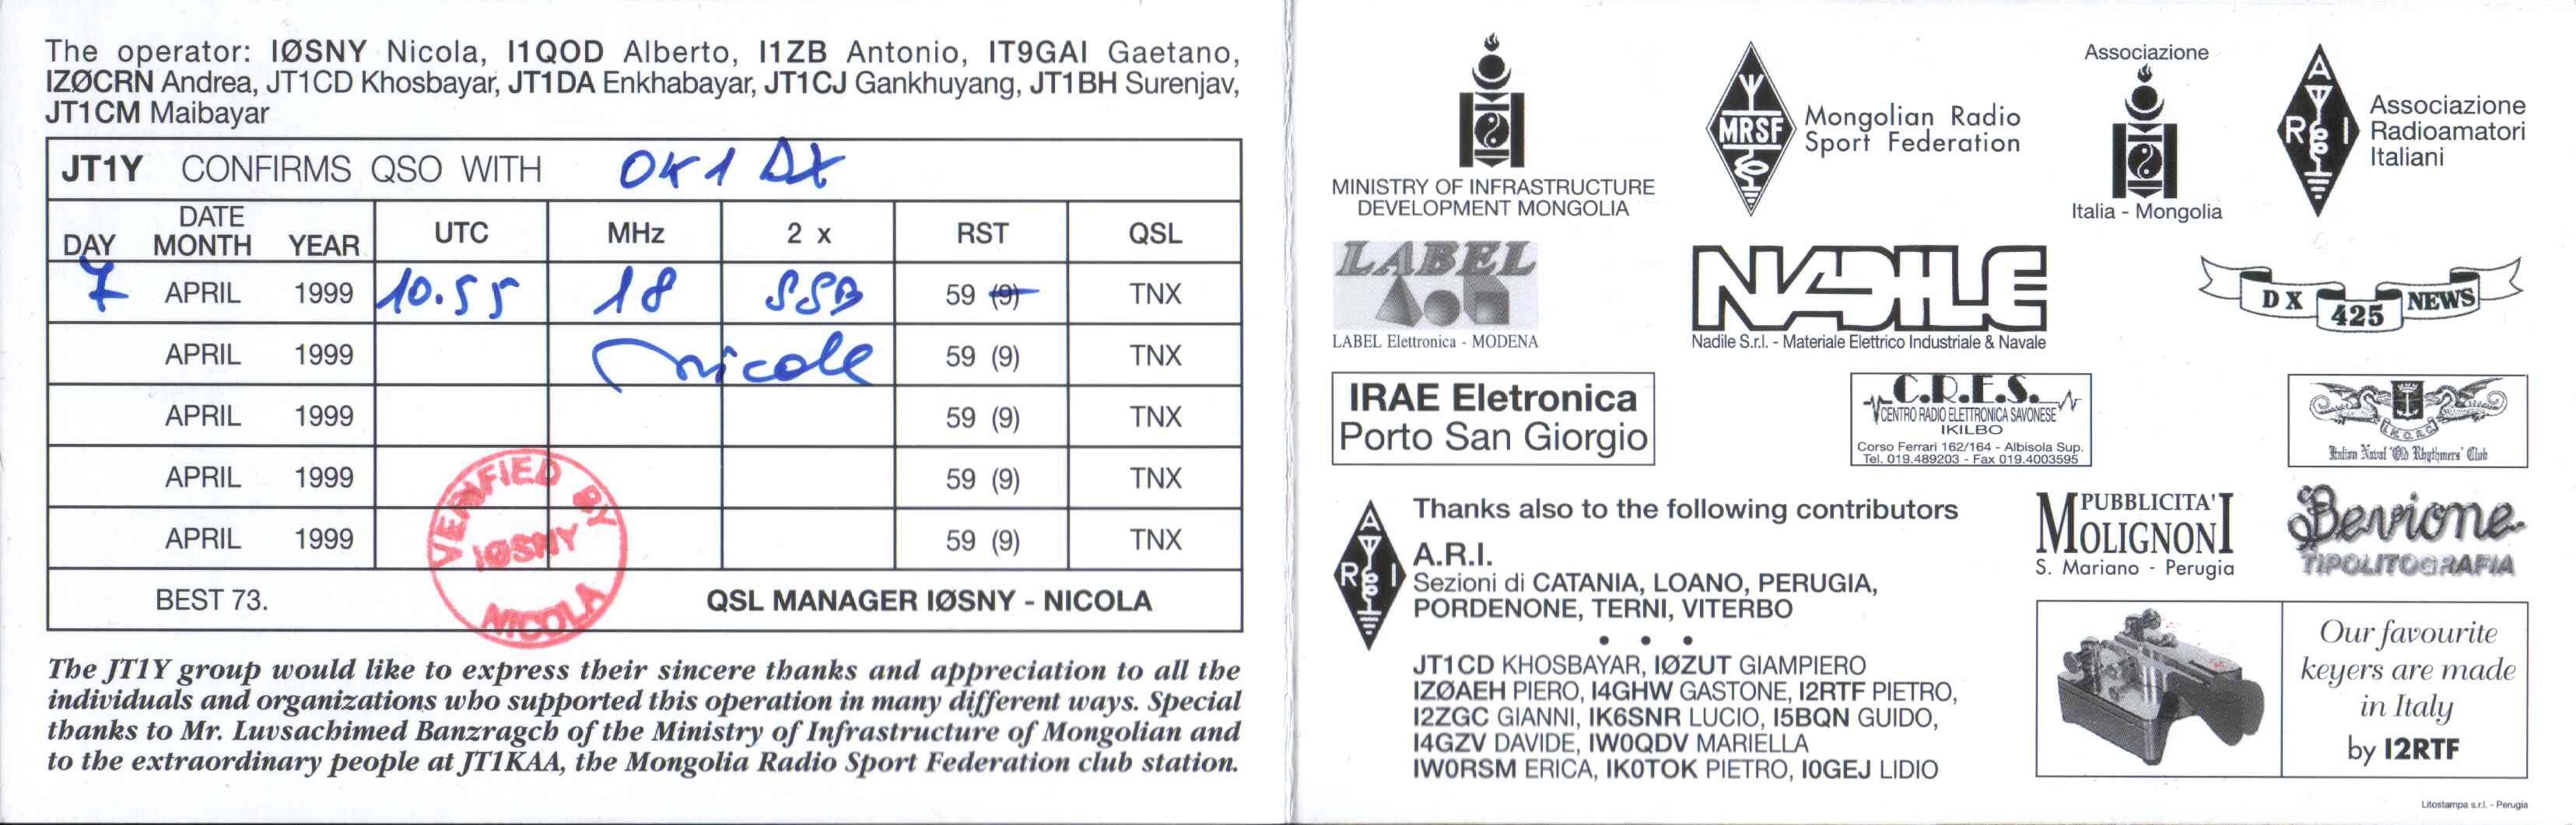 The operator: IØSNY Nicola, I1QOD Alberto, I1ZB Antonio, IT9GAI Gaetano,
IZØCRN Andrea, JT1CD Khosbayar, JT1DA Enkhabayar, JT1CJ Gankhuyang, JT1BH Surenjav,
JT1CM Maibayar
JT1Y CONFIRMS QSO WITH OK1DX
DATE
DAY MONTH YEAR UTC MHz 2 x RST QSL
7 APRIL 1999 10.55 18 SSB 59 (9) TNX
APRIL 1999 nicole 59 (9) TNX
APRIL 1999 59 (9) TNX
APRIL 1999 59 (9) TNX
APRIL 1999 59 (9) TNX
VERIFIED BY
IØSNY
NICOLA
BEST 73. QSL MANAGER IØSNY - NICOLA
The JT1Y group would like to express their sincere thanks and appreciation to all the
individuals and organizations who supported this operation in many different ways. Special
thanks to Mr. Luvsachimed Banzragch of the Ministry of Infrastructure of Mongolian and
to the extraordinary people at JT1KAA, the Mongolia Radio Sport Federation club station.
MINISTRY OF INFRASTRUCTURE
DEVELOPMENT MONGOLIA
MRSF
Mongolian Radio
Sport Federation
Associazione
Italia - Mongolia
A
R I
Associazione
Radioamatori
Italiani
LABEL
LABEL Elettronica - MODENA
NADILE
Nadile S.r.l. - Materiale Elettrico Industriale & Navale
DX 425 NEWS
IRAE Eletronica
Porto San Giorgio
C.R.E.S.
CENTRO RADIO ELETTRONICA SAVONESE
IK1LBO
Corso Ferrari 162/164 - Albisola Sup.
Tel. 019.489203 - Fax 019.4003595
I.N.O.R.C.
Italian Naval 'Old Rhythmers' Club
A
R I
Thanks also to the following contributors
A.R.I.
Sezioni di CATANIA, LOANO, PERUGIA,
PORDENONE, TERNI, VITERBO
• • •
JT1CD KHOSBAYAR, IØZUT GIAMPIERO
IZØAEH PIERO, I4GHW GASTONE, I2RTF PIETRO,
I2ZGC GIANNI, IK6SNR LUCIO, I5BQN GUIDO,
I4GZV DAVIDE, IW0QDV MARIELLA
IW0RSM ERICA, IK0TOK PIETRO, I0GEJ LIDIO
PUBBLICITA'
MOLIGNONI
S. Mariano - Perugia
Bevione
TIPOLITOGRAFIA
Our favourite
keyers are made
in Italy
by I2RTF
Litostampa s.r.l. - Perugia